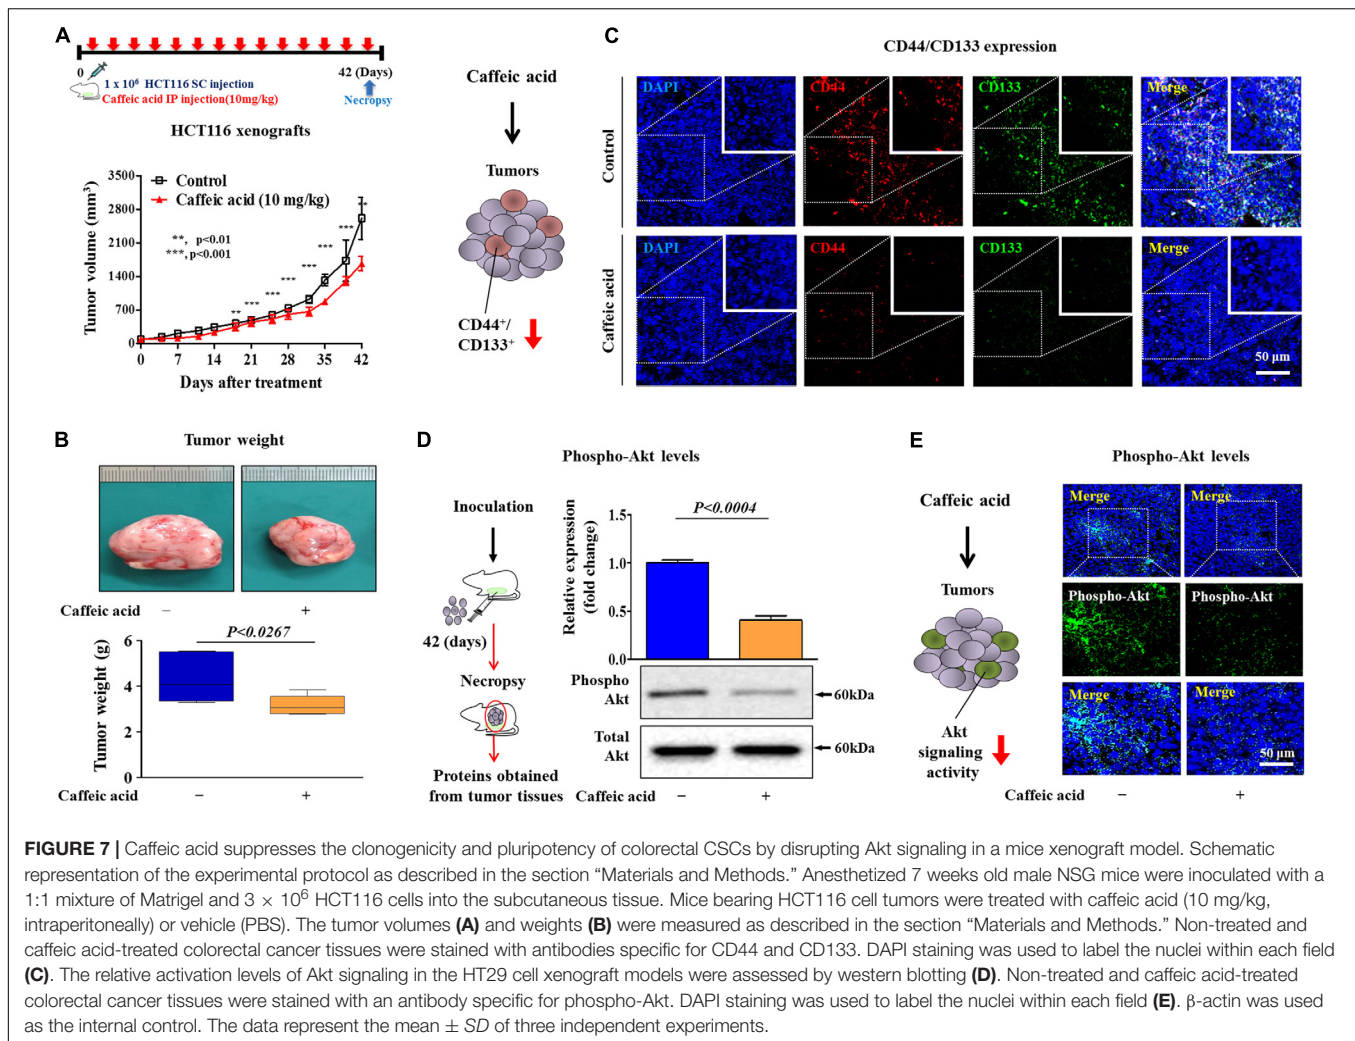 A
0
42 (Days)
1 x 10⁶ HCT116 SC injection
Caffeic acid IP injection(10mg/kg)
Necropsy
HCT116 xenografts
Tumor volume (mm³)
3500
2800
2100
1400
700
0
Control
Caffeic acid (10 mg/kg)
**, p<0.01
***, p<0.001
** *** *** *** *** *** *** *
0 7 14 21 28 35 42
Days after treatment
Caffeic acid
Tumors
CD44⁺/
CD133⁺
C
CD44/CD133 expression
Control
DAPI CD44 CD133 Merge
Caffeic acid
DAPI CD44 CD133 Merge
50 µm
B
Tumor weight
Caffeic acid − +
P<0.0267
Tumor weight (g)
6
4
2
0
Caffeic acid − +
D
Phospho-Akt levels
Inoculation
42 (days)
Necropsy
Proteins obtained
from tumor tissues
Relative expression
(fold change)
1.5
1.0
0.5
0.0
P<0.0004
Phospho
Akt
60kDa
Total
Akt
60kDa
Caffeic acid − +
E
Phospho-Akt levels
Caffeic acid
Tumors
Akt
signaling
activity
Merge Merge
Phospho-Akt Phospho-Akt
Merge Merge
50 µm
Caffeic acid − +
FIGURE 7 | Caffeic acid suppresses the clonogenicity and pluripotency of colorectal CSCs by disrupting Akt signaling in a mice xenograft model. Schematic
representation of the experimental protocol as described in the section “Materials and Methods.” Anesthetized 7 weeks old male NSG mice were inoculated with a
1:1 mixture of Matrigel and 3 × 10⁶ HCT116 cells into the subcutaneous tissue. Mice bearing HCT116 cell tumors were treated with caffeic acid (10 mg/kg,
intraperitoneally) or vehicle (PBS). The tumor volumes (A) and weights (B) were measured as described in the section “Materials and Methods.” Non-treated and
caffeic acid-treated colorectal cancer tissues were stained with antibodies specific for CD44 and CD133. DAPI staining was used to label the nuclei within each field
(C). The relative activation levels of Akt signaling in the HT29 cell xenograft models were assessed by western blotting (D). Non-treated and caffeic acid-treated
colorectal cancer tissues were stained with an antibody specific for phospho-Akt. DAPI staining was used to label the nuclei within each field (E). β-actin was used
as the internal control. The data represent the mean ± SD of three independent experiments.